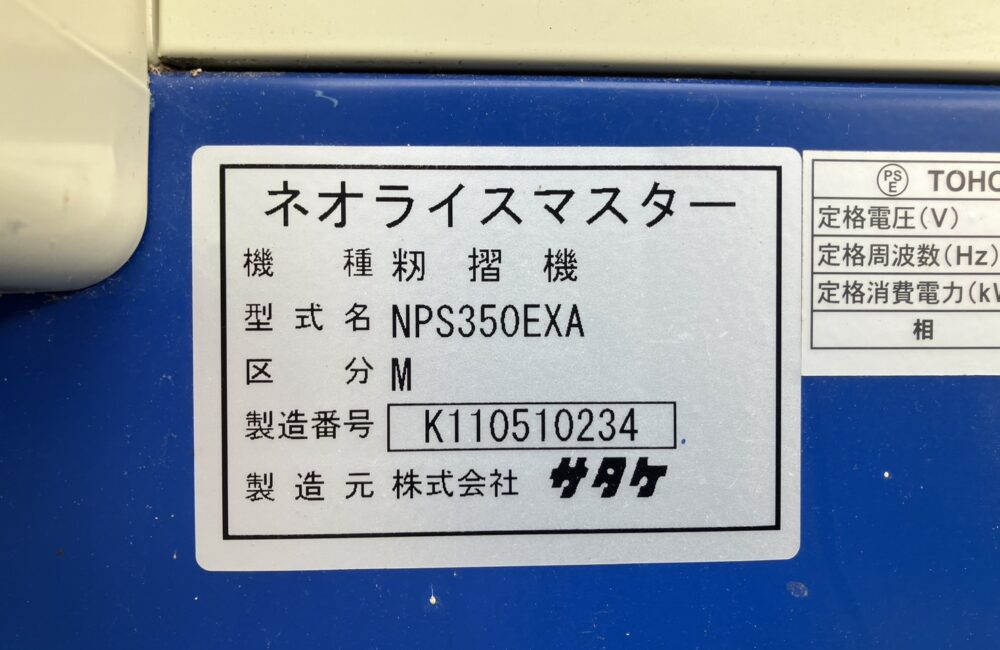 ネオライスマスター
機種 籾摺機
型式名 NPS350EXA
区分 M
製造番号 K110510234
製造元 株式会社 サタケ
PSE TOHO
定格電圧(V)
定格周波数(Hz)
定格消費電力(kW
相